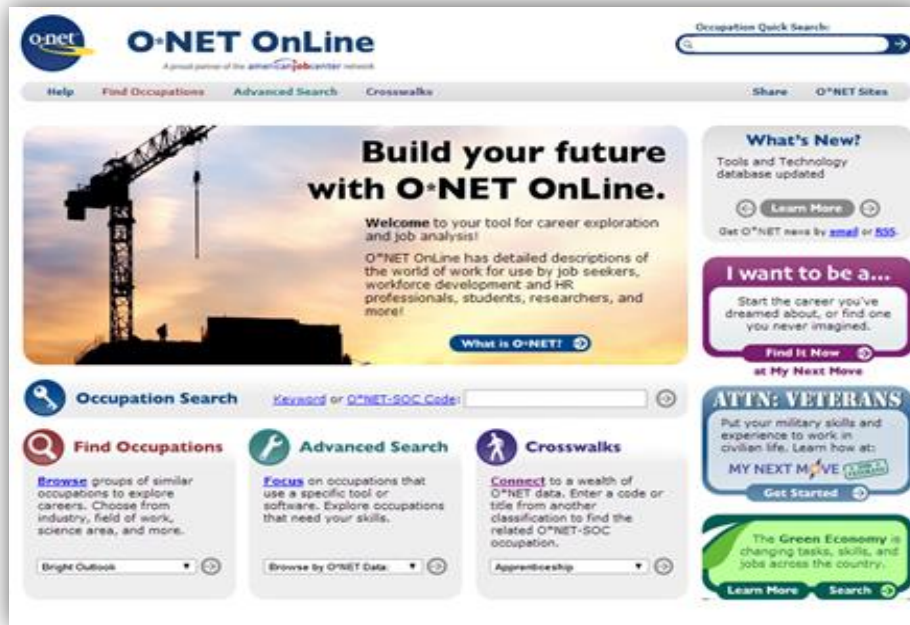 o·net
O*NET OnLine
A proud partner of the americanjobcenter network
Occupation Quick Search:
Help Find Occupations Advanced Search Crosswalks Share O*NET Sites
Build your future
with O*NET OnLine.
Welcome to your tool for career exploration
and job analysis!
O*NET OnLine has detailed descriptions of
the world of work for use by job seekers,
workforce development and HR
professionals, students, researchers, and
more!
What is O*NET?
What's New?
Tools and Technology
database updated
Learn More
Get O*NET news by email or RSS.
I want to be a...
Start the career you've
dreamed about, or find one
you never imagined.
Find It Now
at My Next Move
ATTN: VETERANS
Put your military skills and
experience to work in
civilian life. Learn how at:
MY NEXT MOVE
Get Started
The Green Economy is
changing tasks, skills, and
jobs across the country.
Learn More Search
Occupation Search Keyword or O*NET-SOC Code:
Find Occupations
Browse groups of similar
occupations to explore
careers. Choose from
industry, field of work,
science area, and more.
Bright Outlook
Advanced Search
Focus on occupations that
use a specific tool or
software. Explore occupations
that need your skills.
Browse by O*NET Data:
Crosswalks
Connect to a wealth of
O*NET data. Enter a code or
title from another
classification to find the
related O*NET-SOC
occupation.
Apprenticeship